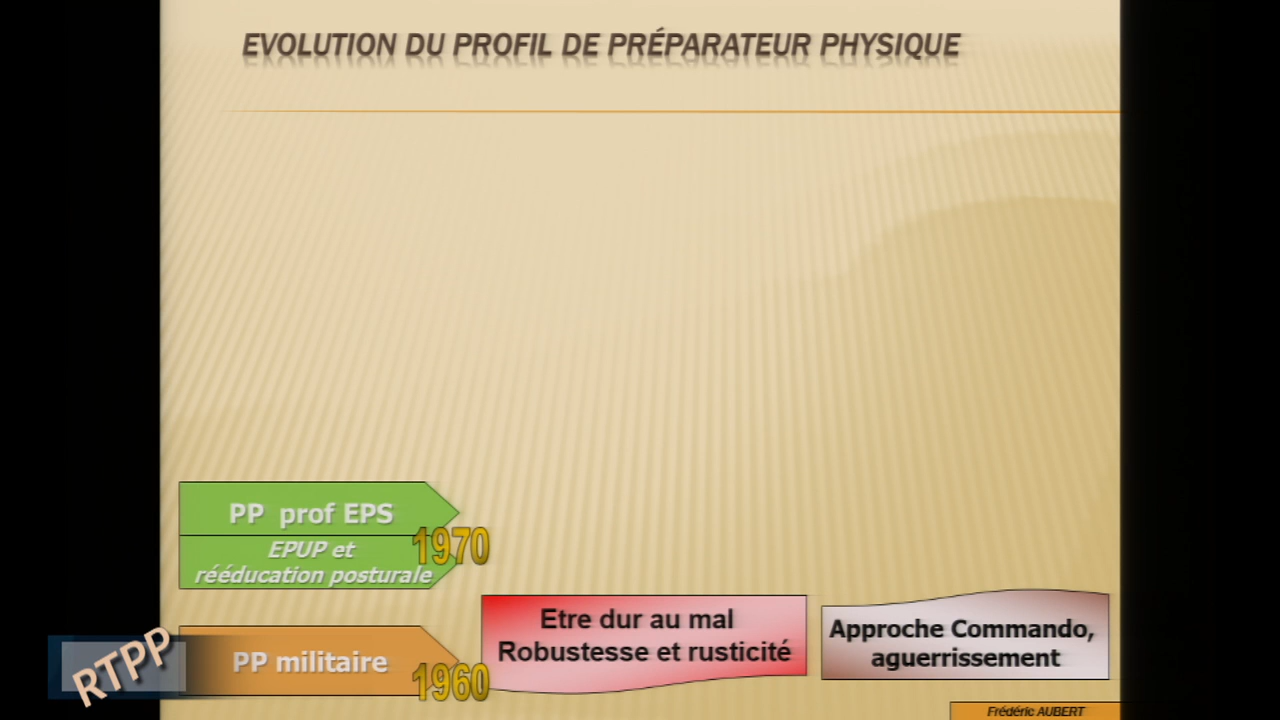 EVOLUTION DU PROFIL DE PRÉPARATEUR PHYSIQUE
PP prof EPS
EPUP et
rééducation posturale
1970
PP militaire
1960
Etre dur au mal
Robustesse et rusticité
Approche Commando,
aguerrissement
RTPP
Frédéric AUBERT